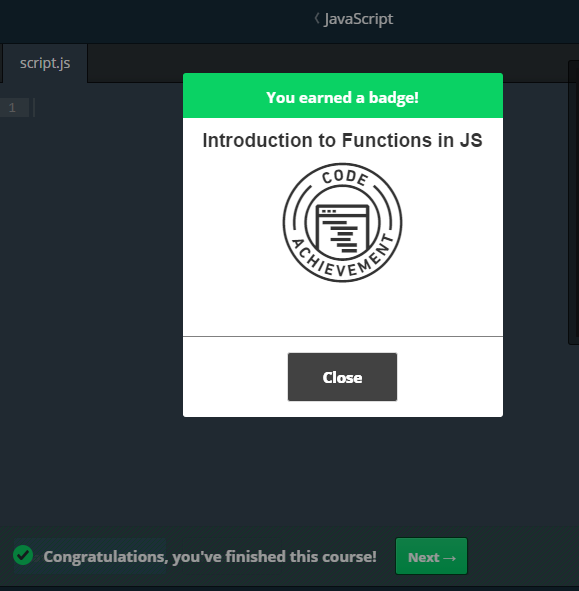 〈 JavaScript
script.js
1
You earned a badge!
Introduction to Functions in JS
CODE
ACHIEVEMENT
Close
Congratulations, you've finished this course!
Next →